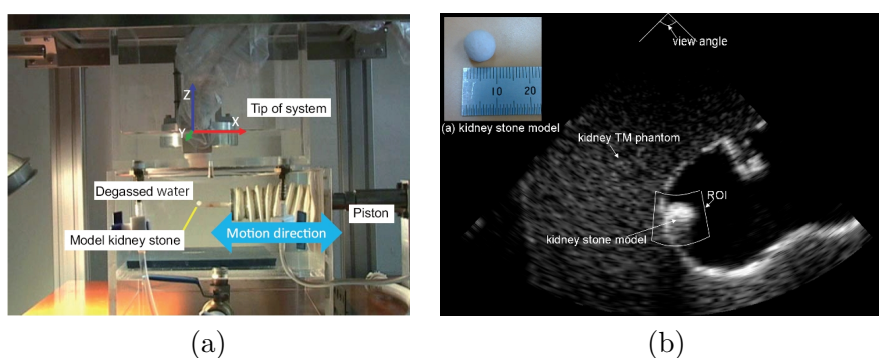 Z
X
Y
Tip of system
Degassed water
Piston
Motion direction
Model kidney stone
(a)
view angle
10 20
(a) kidney stone model
kidney TM phantom
ROI
kidney stone model
(b)